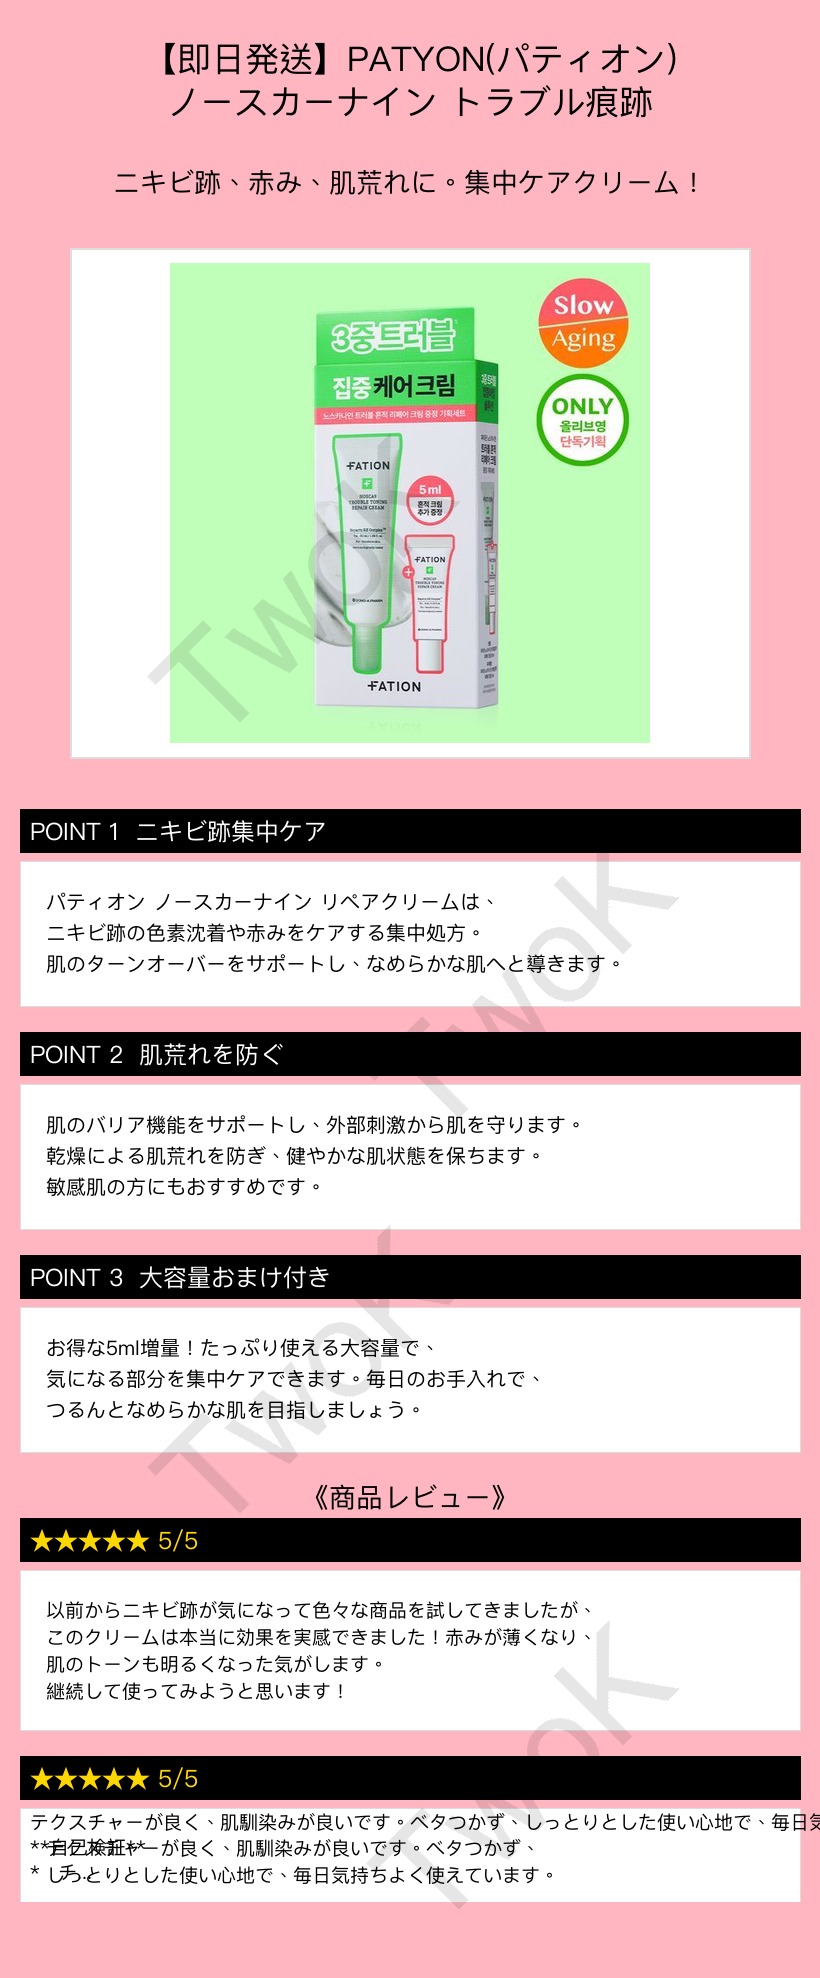 【即日発送】PATYON(パティオン)
ノースカーナイン トラブル痕跡
ニキビ跡、赤み、肌荒れに。集中ケアクリーム！
Slow
Aging
ONLY
올리브영
단독기획
3중 트러블
집중 케어 크림
노스카나인 트러블 흔적 리페어 크림 증정 기획세트
FATION
NOSCAR
TROUBLE TONING
REPAIR CREAM
5 ml
흔적 크림
추가 증정
FATION
NOSCAR
TROUBLE TONING
REPAIR CREAM
FATION
TwoK
POINT 1 ニキビ跡集中ケア
パティオン ノースカーナイン リペアクリームは、
ニキビ跡の色素沈着や赤みをケアする集中処方。
肌のターンオーバーをサポートし、なめらかな肌へと導きます。
TwoK
POINT 2 肌荒れを防ぐ
肌のバリア機能をサポートし、外部刺激から肌を守ります。
乾燥による肌荒れを防ぎ、健やかな肌状態を保ちます。
敏感肌の方にもおすすめです。
POINT 3 大容量おまけ付き
お得な5ml増量！たっぷり使える大容量で、
気になる部分を集中ケアできます。毎日のお手入れで、
つるんとなめらかな肌を目指しましょう。
TwoK
《商品レビュー》
★★★★★ 5/5
以前からニキビ跡が気になって色々な商品を試してきましたが、
このクリームは本当に効果を実感できました！赤みが薄くなり、
肌のトーンも明るくなった気がします。
継続して使ってみようと思います！
TwoK
★★★★★ 5/5
テクスチャーが良く、肌馴染みが良いです。ベタつかず、しっとりとした使い心地で、毎日気
**自己検証**
テクスチャーが良く、肌馴染みが良いです。ベタつかず、
* チ...
しっとりとした使い心地で、毎日気持ちよく使えています。